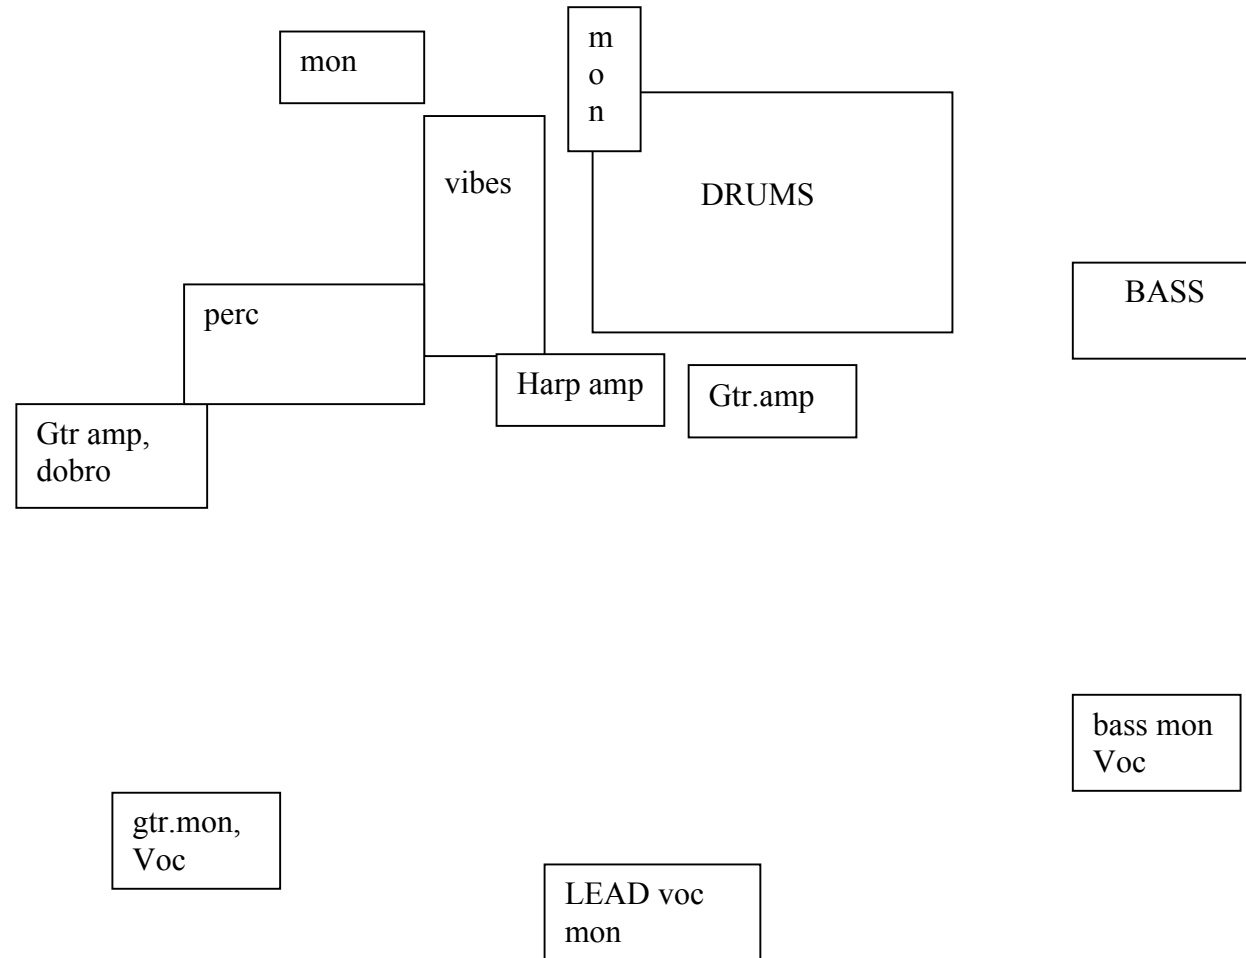 mon
m
o
n
vibes
DRUMS
BASS
perc
Harp amp
Gtr.amp
Gtr amp,
dobro
bass mon
Voc
gtr.mon,
Voc
LEAD voc
mon